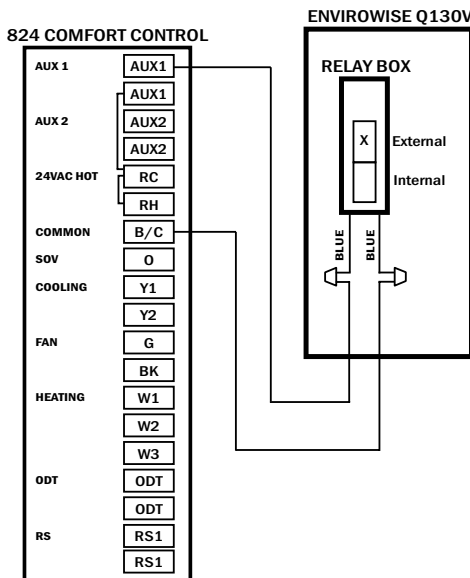 ENVIROWISE Q130V
824 COMFORT CONTROL
AUX 1 AUX1
AUX1
AUX 2 AUX2
AUX2
24VAC HOT RC
RH
COMMON B/C
SOV O
COOLING Y1
Y2
FAN G
BK
HEATING W1
W2
W3
ODT ODT
ODT
RS RS1
RS1
RELAY BOX
X External
Internal
BLUE
BLUE